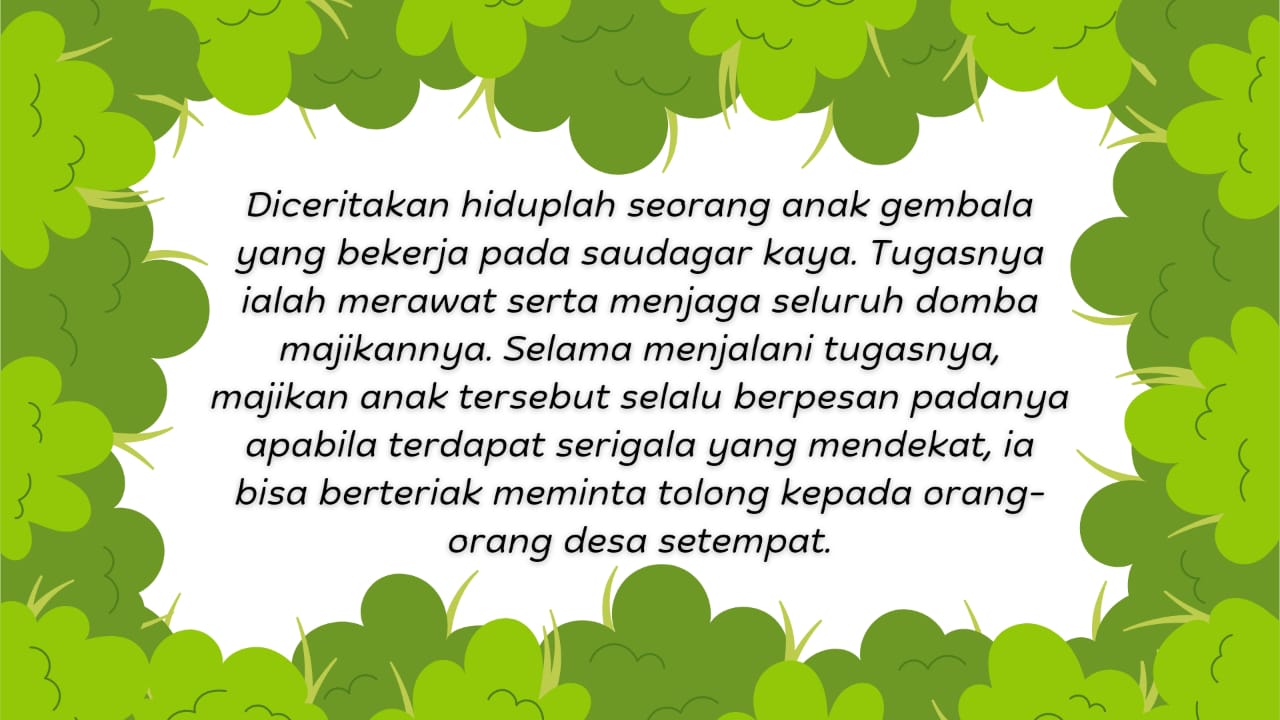 Diceritakan hiduplah seorang anak gembala
yang bekerja pada saudagar kaya. Tugasnya
ialah merawat serta menjaga seluruh domba
majikannya. Selama menjalani tugasnya,
majikan anak tersebut selalu berpesan padanya
apabila terdapat serigala yang mendekat, ia
bisa berteriak meminta tolong kepada orang-
orang desa setempat.